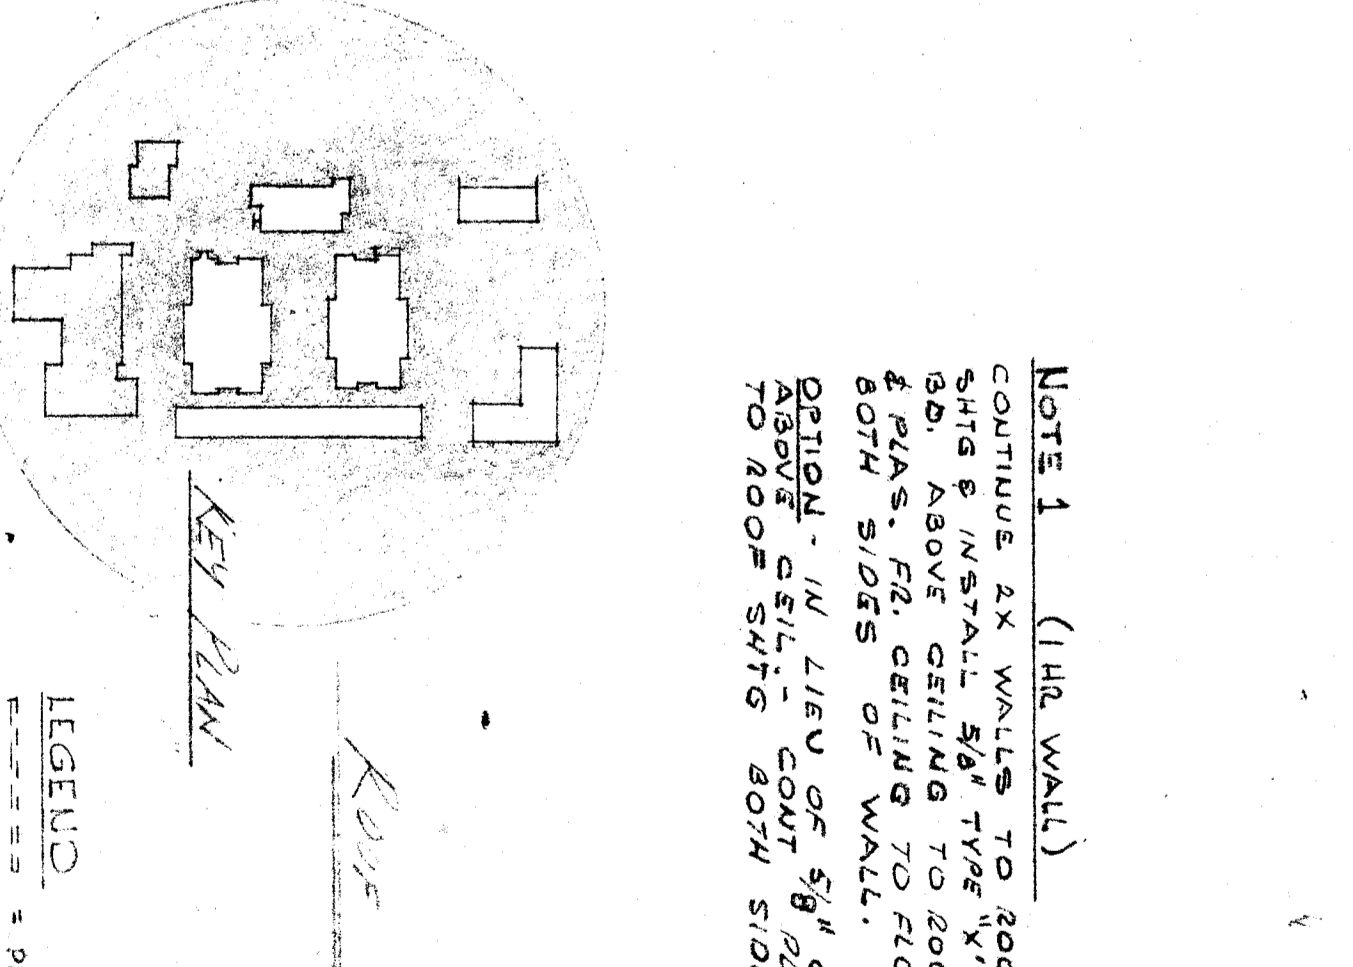 NOTE 1 (1 HR WALL)
CONTINUE 2X WALLS TO ROO
SHTG & INSTALL 5/8" TYPE "X"
BD. ABOVE CEILING TO ROO
& PLAS. FR. CEILING TO FLO
BOTH SIDES OF WALL.
OPTION - IN LIEU OF 5/8" G
ABOVE CEIL. - CONT PL
TO ROOF SHTG BOTH SID
KEY PLAN
ROOF
LEGEND
= P